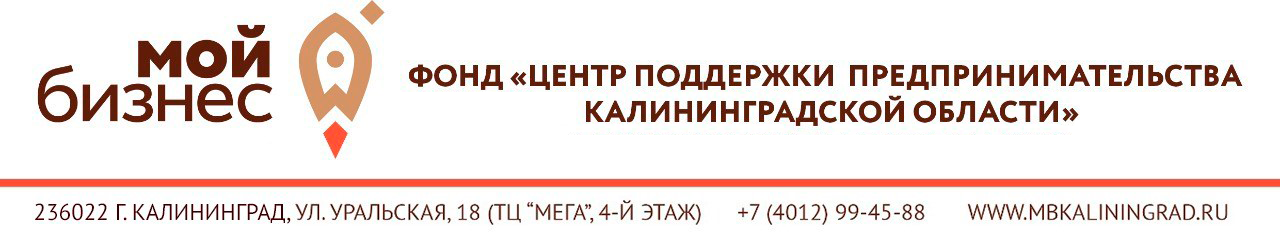 мой
бизнес
ФОНД «ЦЕНТР ПОДДЕРЖКИ ПРЕДПРИНИМАТЕЛЬСТВА
КАЛИНИНГРАДСКОЙ ОБЛАСТИ»
236022 Г. КАЛИНИНГРАД, УЛ. УРАЛЬСКАЯ, 18 (ТЦ “МЕГА”, 4-Й ЭТАЖ) +7 (4012) 99-45-88 WWW.MBKALININGRAD.RU